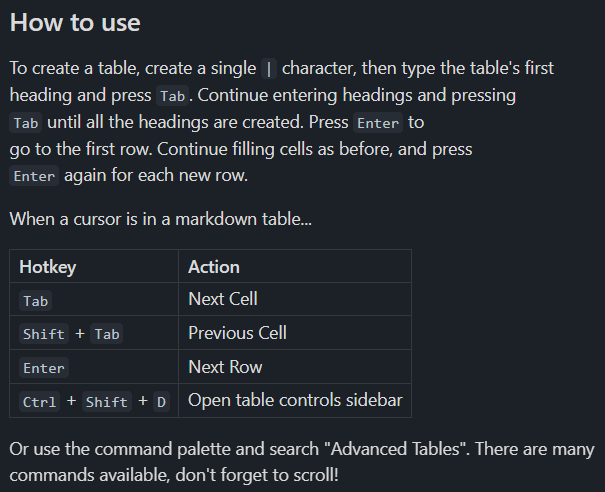 How to use
To create a table, create a single | character, then type the table's first
heading and press Tab. Continue entering headings and pressing
Tab until all the headings are created. Press Enter to
go to the first row. Continue filling cells as before, and press
Enter again for each new row.
When a cursor is in a markdown table...
Hotkey Action
Tab Next Cell
Shift + Tab Previous Cell
Enter Next Row
Ctrl + Shift + D Open table controls sidebar
Or use the command palette and search "Advanced Tables". There are many
commands available, don't forget to scroll!